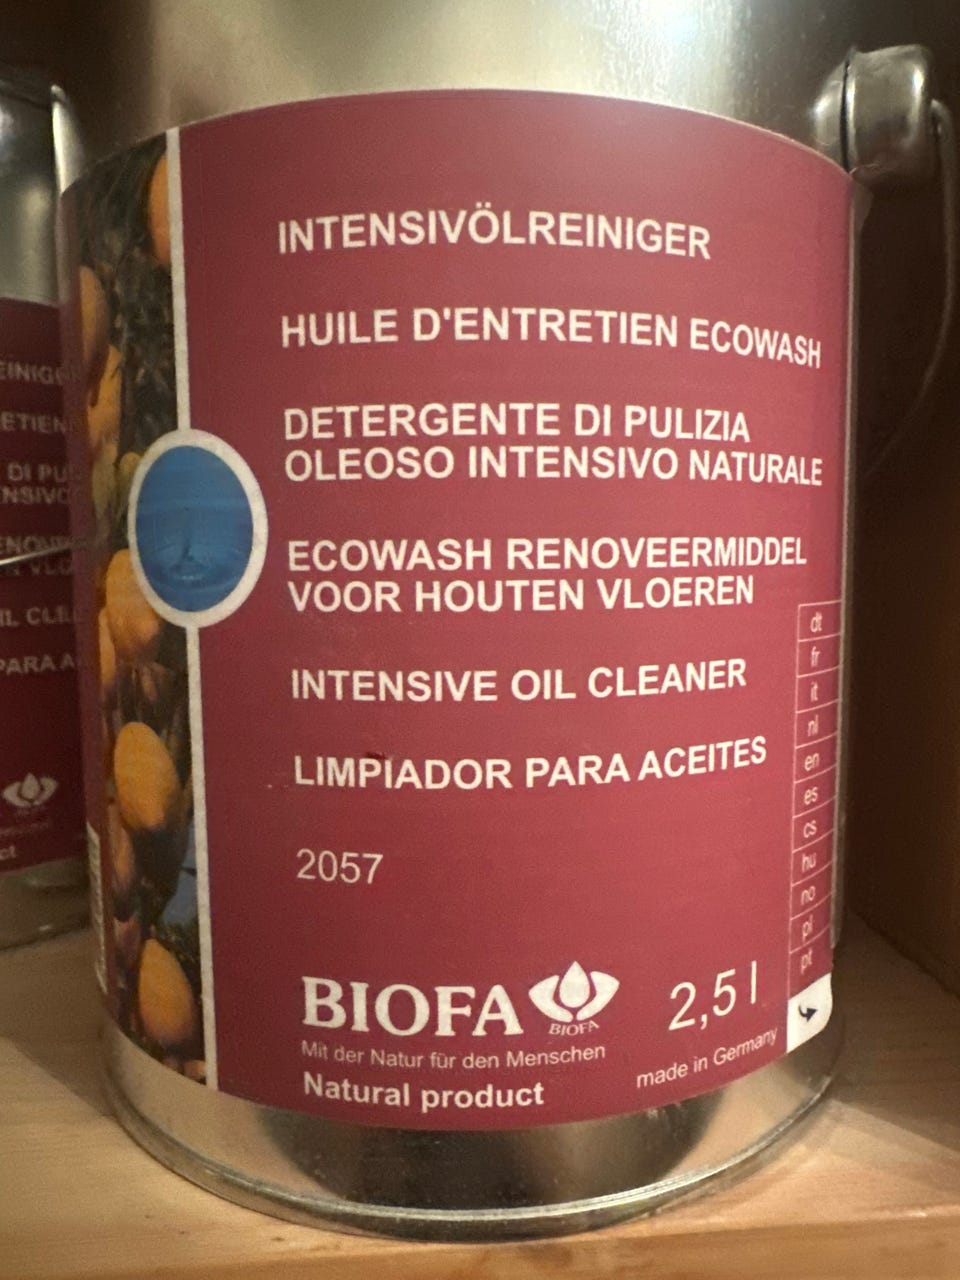 INTENSIVÖLREINIGER
HUILE D'ENTRETIEN ECOWASH
DETERGENTE DI PULIZIA
OLEOSO INTENSIVO NATURALE
ECOWASH RENOVEERMIDDEL
VOOR HOUTEN VLOEREN
INTENSIVE OIL CLEANER
LIMPIADOR PARA ACEITES
2057
BIOFA
BIOFA
2,5 l
Mit der Natur für den Menschen
Natural product
made in Germany
dt
fr
it
nl
en
es
cs
hu
no
pl
pt
DI
PARA